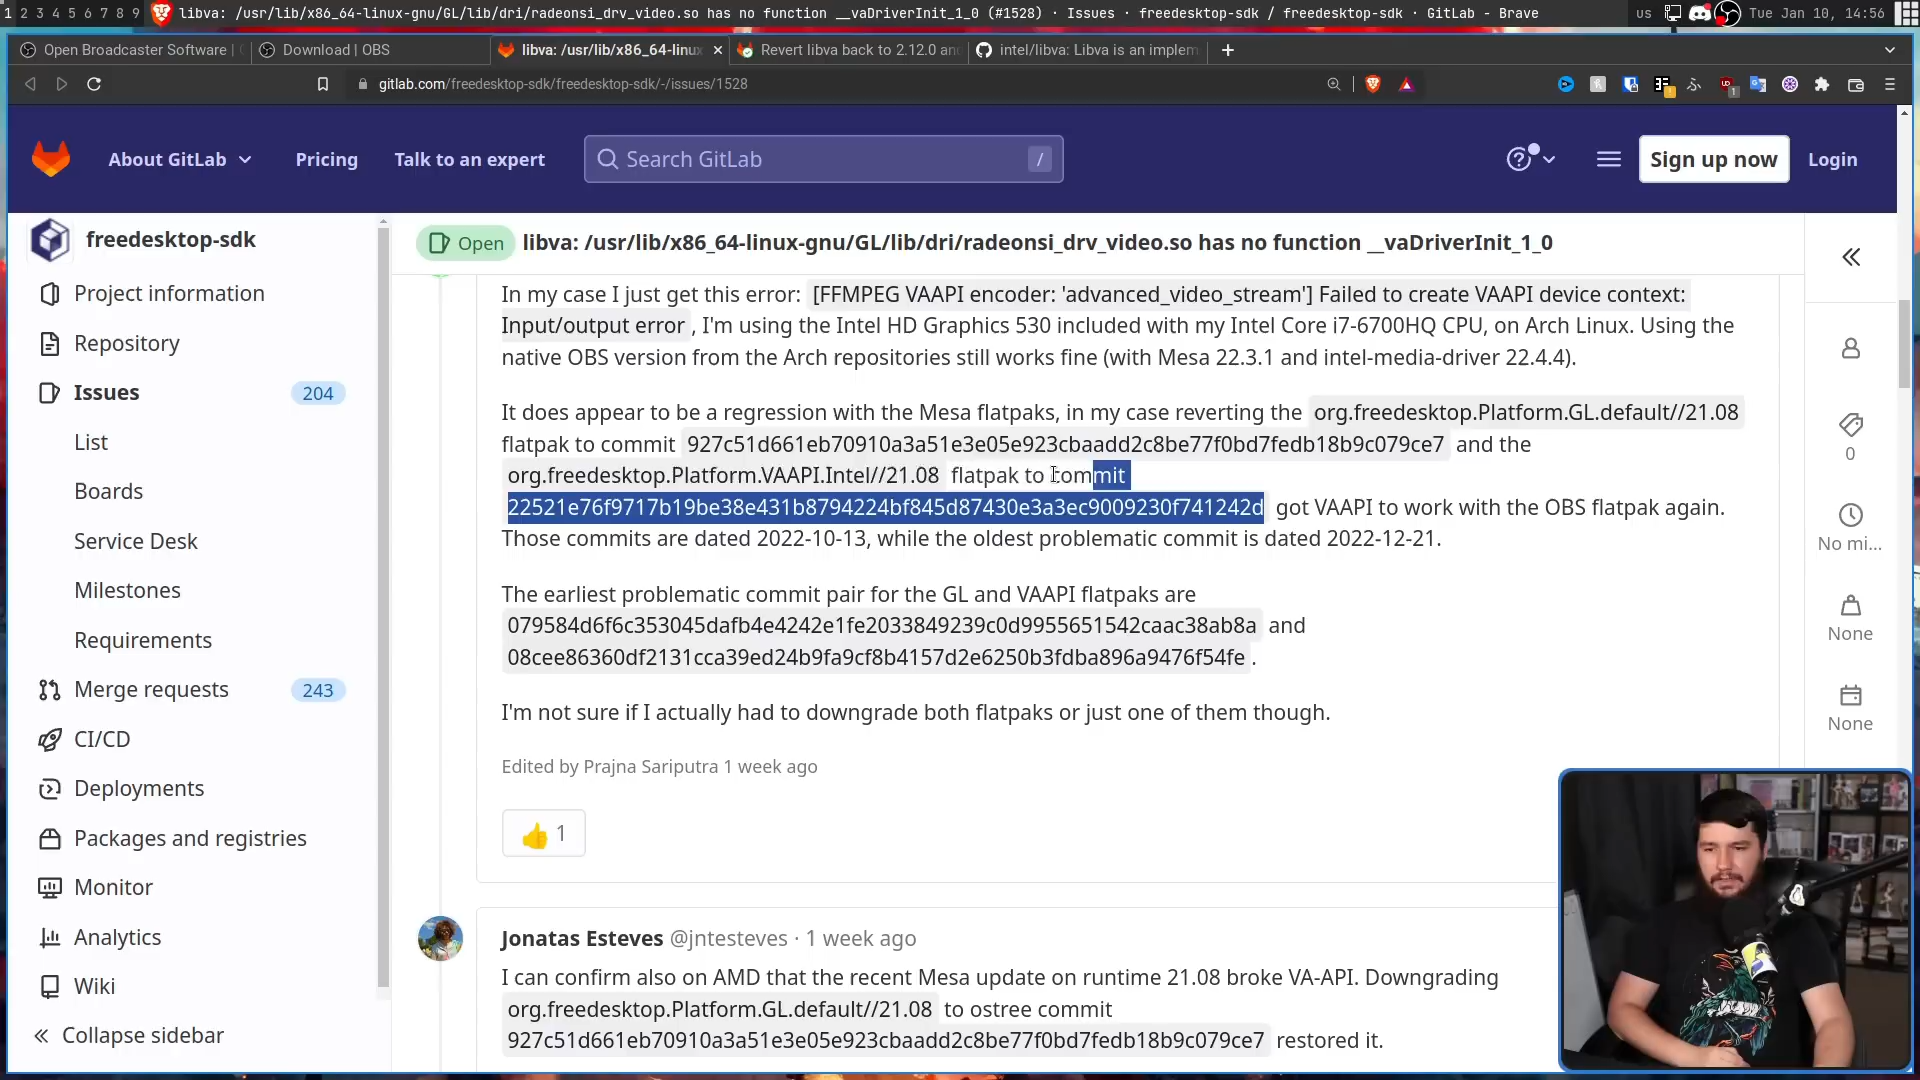 1 2 3 4 5 6 7 8 9 libva: /usr/lib/x86_64-linux-gnu/GL/lib/dri/radeonsi_drv_video.so has no function __vaDriverInit_1_0 (#1528) · Issues · freedesktop-sdk / freedesktop-sdk · GitLab - Brave us Tue Jan 10, 14:56
Open Broadcaster Software | Download | OBS libva: /usr/lib/x86_64-linux Revert libva back to 2.12.0 an intel/libva: Libva is an implem
gitlab.com/freedesktop-sdk/freedesktop-sdk/-/issues/1528
About GitLab Pricing Talk to an expert Search GitLab / Sign up now Login
freedesktop-sdk
Project information
Repository
Issues 204
List
Boards
Service Desk
Milestones
Requirements
Merge requests 243
CI/CD
Deployments
Packages and registries
Monitor
Analytics
Wiki
Collapse sidebar
Open libva: /usr/lib/x86_64-linux-gnu/GL/lib/dri/radeonsi_drv_video.so has no function __vaDriverInit_1_0
In my case I just get this error: [FFMPEG VAAPI encoder: 'advanced_video_stream'] Failed to create VAAPI device context:
Input/output error , I'm using the Intel HD Graphics 530 included with my Intel Core i7-6700HQ CPU, on Arch Linux. Using the
native OBS version from the Arch repositories still works fine (with Mesa 22.3.1 and intel-media-driver 22.4.4).
It does appear to be a regression with the Mesa flatpaks, in my case reverting the org.freedesktop.Platform.GL.default//21.08
flatpak to commit 927c51d661eb70910a3a51e3e05e923cbaadd2c8be77f0bd7fedb18b9c079ce7 and the
org.freedesktop.Platform.VAAPI.Intel//21.08 flatpak to commit
22521e76f9717b19be38e431b8794224bf845d87430e3a3ec9009230f741242d got VAAPI to work with the OBS flatpak again.
Those commits are dated 2022-10-13, while the oldest problematic commit is dated 2022-12-21.
The earliest problematic commit pair for the GL and VAAPI flatpaks are
079584d6f6c353045dafb4e4242e1fe2033849239c0d9955651542caac38ab8a and
08cee86360df2131cca39ed24b9fa9cf8b4157d2e6250b3fdba896a9476f54fe .
I'm not sure if I actually had to downgrade both flatpaks or just one of them though.
Edited by Prajna Sariputra 1 week ago
👍 1
Jonatas Esteves @jntesteves · 1 week ago
I can confirm also on AMD that the recent Mesa update on runtime 21.08 broke VA-API. Downgrading
org.freedesktop.Platform.GL.default//21.08 to ostree commit
927c51d661eb70910a3a51e3e05e923cbaadd2c8be77f0bd7fedb18b9c079ce7 restored it.
0
No mi...
None
None